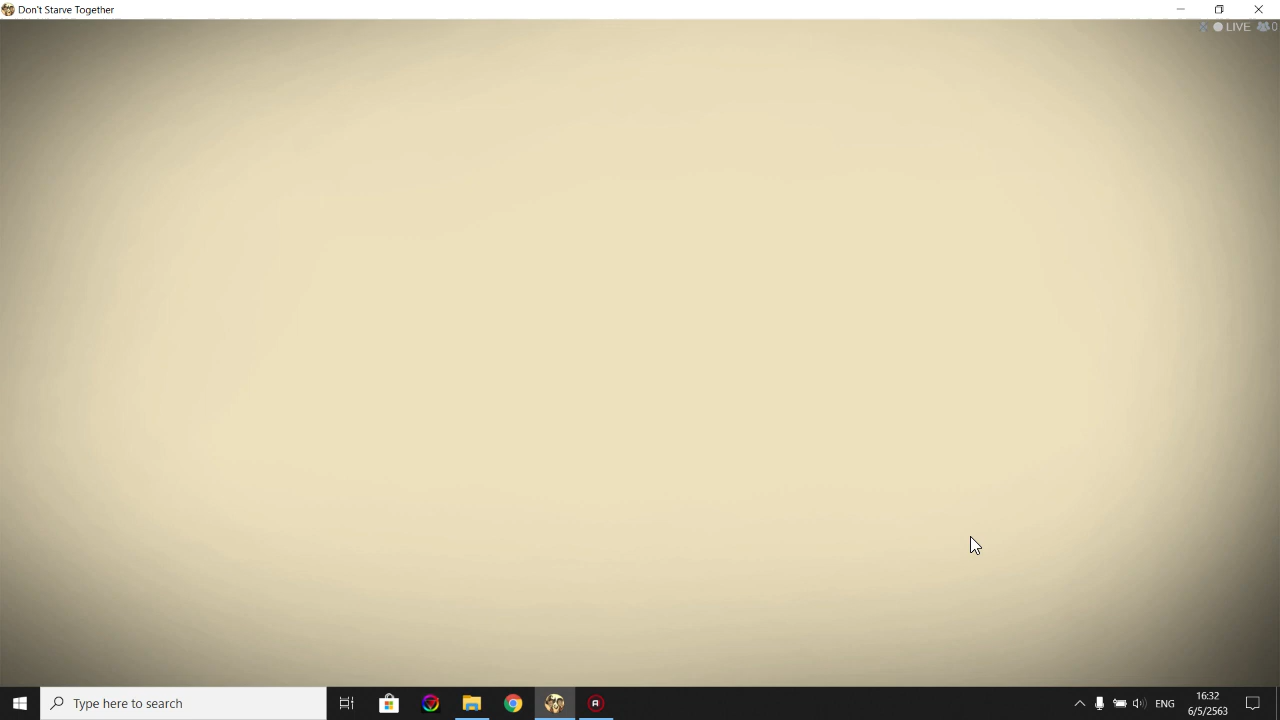 Don't Starve Together
LIVE 0
Type here to search
ENG
16:32
6/5/2563